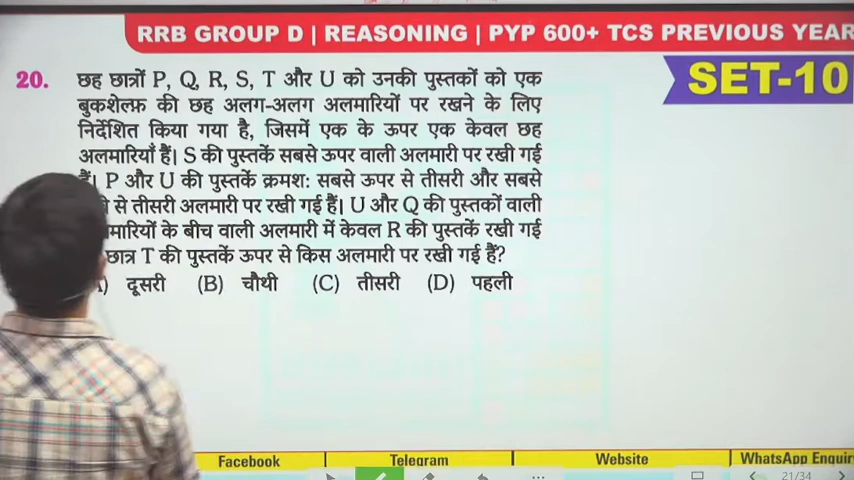 RRB GROUP D | REASONING | PYP 600+ TCS PREVIOUS YEAR
SET-10
20. छह छात्रों P, Q, R, S, T और U को उनकी पुस्तकों को एक
बुकशेल्फ़ की छह अलग-अलग अलमारियों पर रखने के लिए
निर्देशित किया गया है, जिसमें एक के ऊपर एक केवल छह
अलमारियाँ हैं। S की पुस्तकें सबसे ऊपर वाली अलमारी पर रखी गई
हैं। P और U की पुस्तकें क्रमश: सबसे ऊपर से तीसरी और सबसे
से तीसरी अलमारी पर रखी गई हैं। U और Q की पुस्तकों वाली
के बीच वाली अलमारी में केवल R की पुस्तकें रखी गई
छात्र T की पुस्तकें ऊपर से किस अलमारी पर रखी गई हैं?
दूसरी (B) चौथी (C) तीसरी (D) पहली
Facebook Telegram Website WhatsApp Enquir
21/34